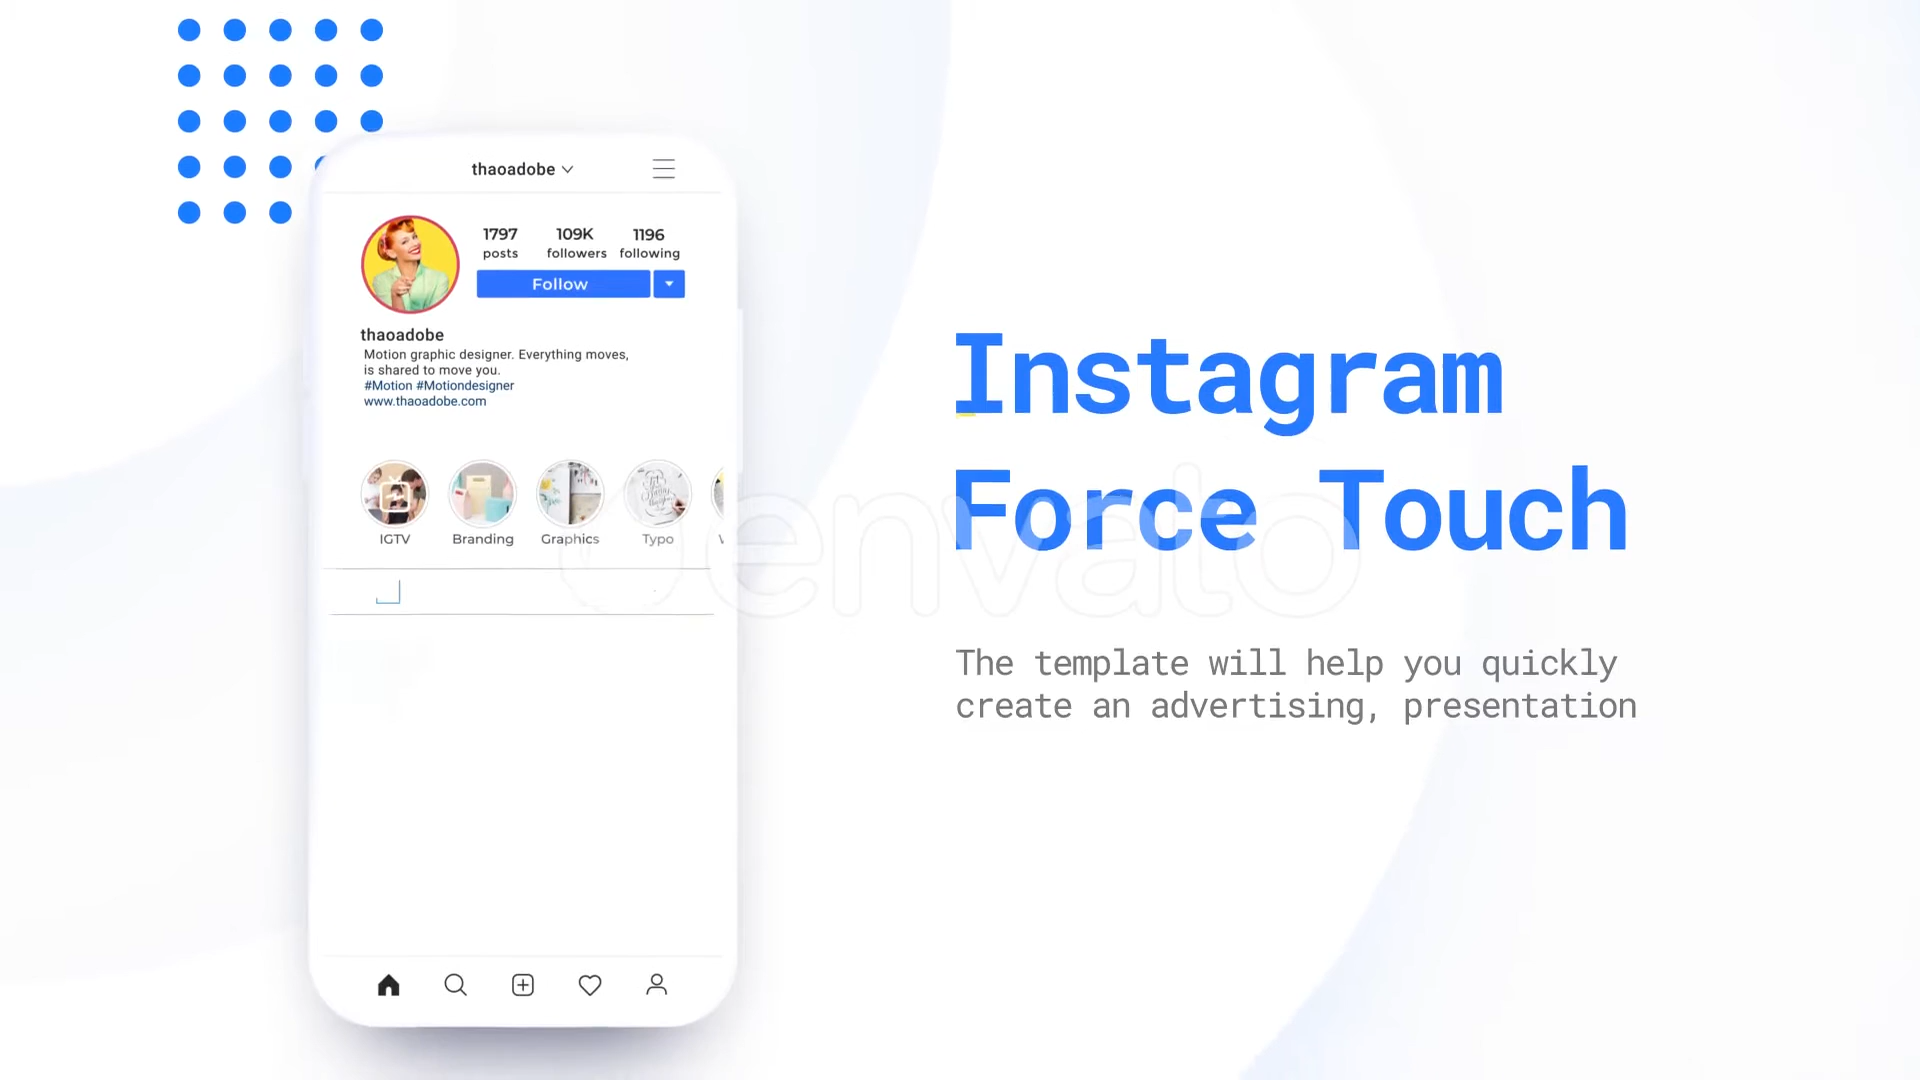 thaoadobe
1797 109K 1196
posts followers following
Follow
thaoadobe
Motion graphic designer. Everything moves,
is shared to move you.
#Motion #Motiondesigner
www.thaoadobe.com
IGTV Branding Graphics Typo
Instagram
Force Touch
envato
The template will help you quickly
create an advertising, presentation